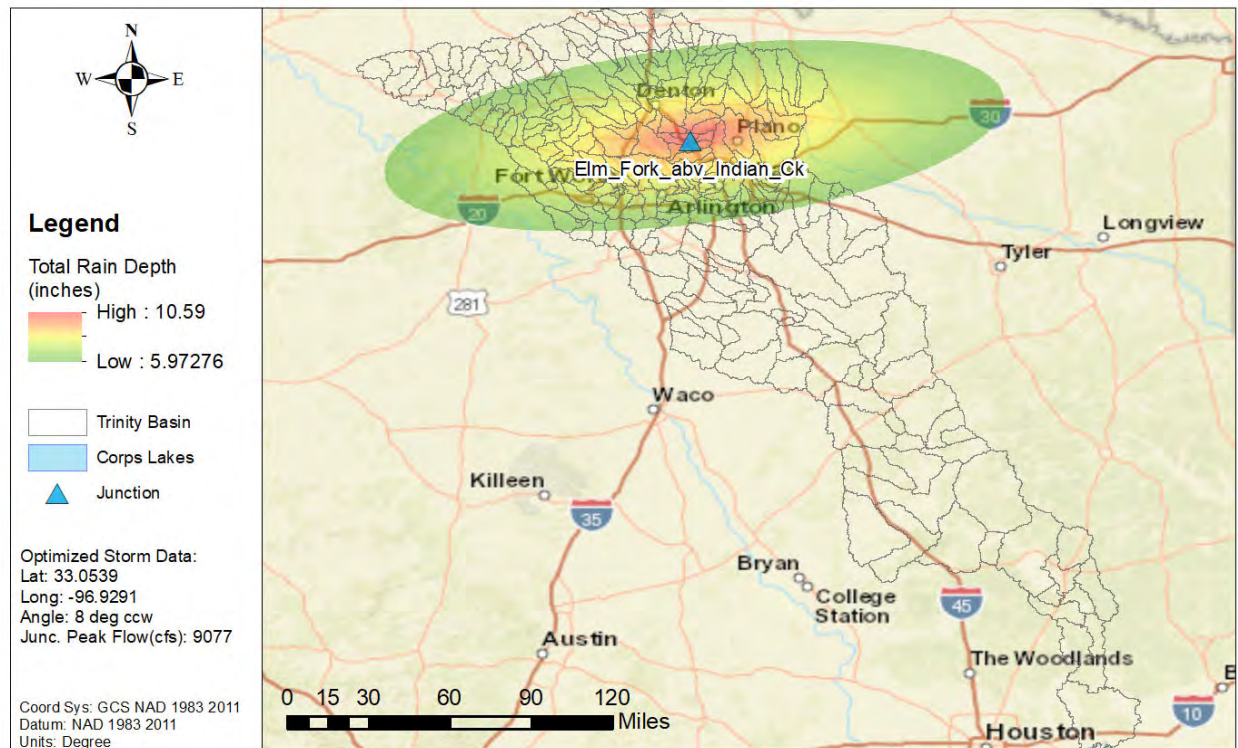 N
W E
S
Legend
Total Rain Depth
(inches)
High : 10.59
Low : 5.97276
Trinity Basin
Corps Lakes
Junction
Optimized Storm Data:
Lat: 33.0539
Long: -96.9291
Angle: 8 deg ccw
Junc. Peak Flow(cfs): 9077
Coord Sys: GCS NAD 1983 2011
Datum: NAD 1983 2011
Units: Degree
Denton
30
Plano
Elm_Fork_abv_Indian_Ck
Fort Wor
20
Arlington
Longview
Tyler
281
Waco
Killeen
35
Bryan
College
Station
45
Austin
The Woodlands
B
10
Houston
0 15 30 60 90 120
Miles